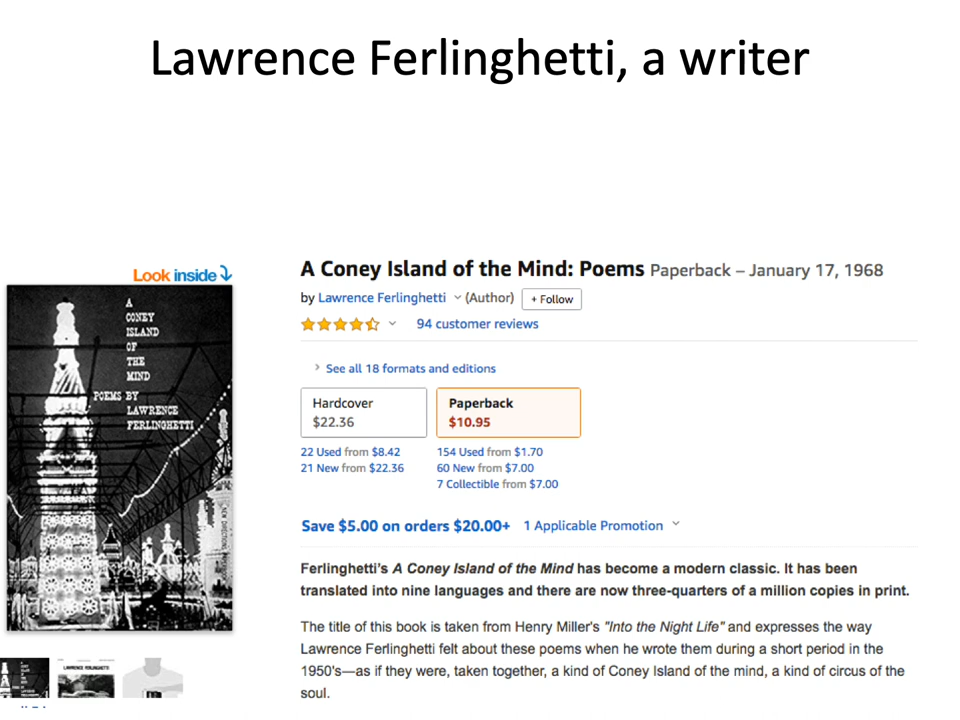 Lawrence Ferlinghetti, a writer
Look inside
A
CONEY
ISLAND
OF
THE
MIND
POEMS BY
LAWRENCE
FERLINGHETTI
A Coney Island of the Mind: Poems Paperback – January 17, 1968
by Lawrence Ferlinghetti (Author) + Follow
94 customer reviews
See all 18 formats and editions
Hardcover
$22.36
Paperback
$10.95
22 Used from $8.42
21 New from $22.36
154 Used from $1.70
60 New from $7.00
7 Collectible from $7.00
Save $5.00 on orders $20.00+ 1 Applicable Promotion
Ferlinghetti's A Coney Island of the Mind has become a modern classic. It has been
translated into nine languages and there are now three-quarters of a million copies in print.
The title of this book is taken from Henry Miller's "Into the Night Life" and expresses the way
Lawrence Ferlinghetti felt about these poems when he wrote them during a short period in the
1950's—as if they were, taken together, a kind of Coney Island of the mind, a kind of circus of the
soul.
LAWRENCE FERLINGHETTI